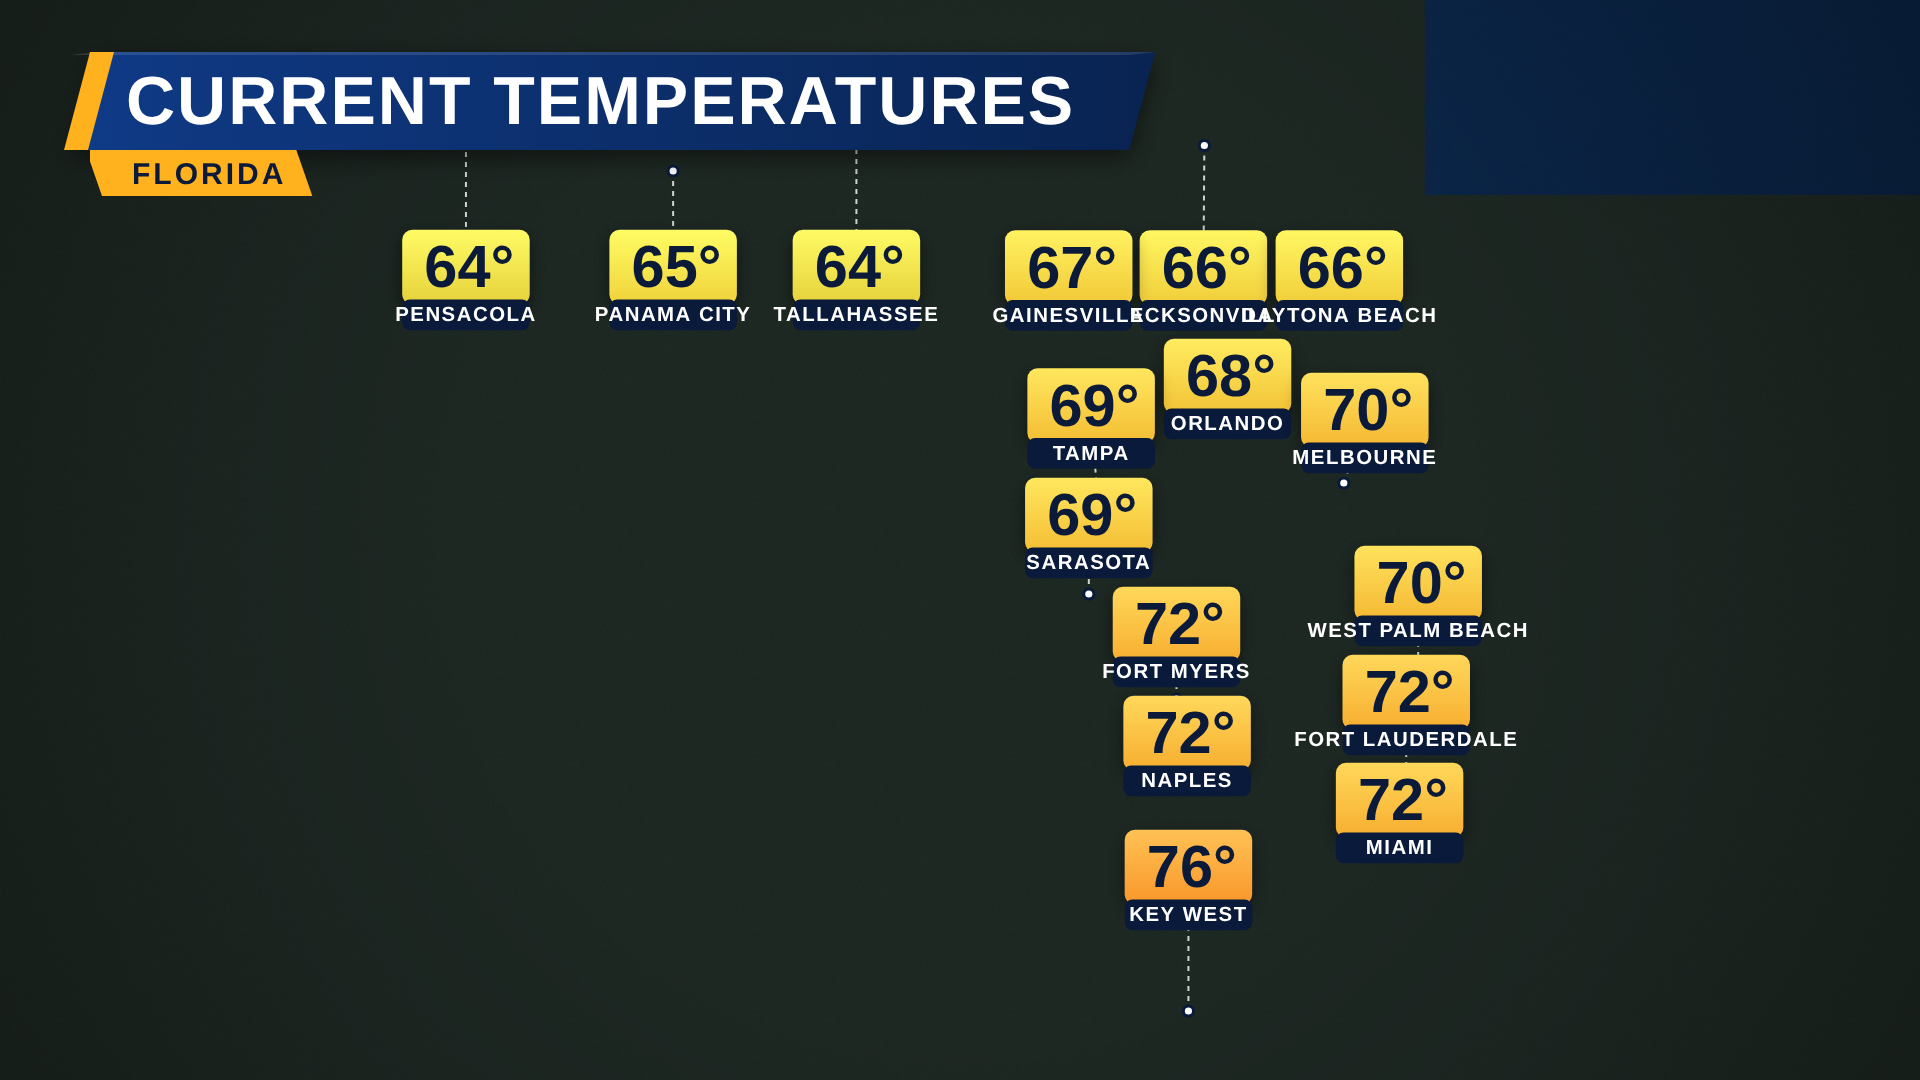 CURRENT TEMPERATURES
FLORIDA
64°
PENSACOLA
65°
PANAMA CITY
64°
TALLAHASSEE
67°
GAINESVILLE
66°
66°
BEACH
68°
ORLANDO
69°
TAMPA
70°
MELBOURNE
69°
SARASOTA
70°
WEST PALM BEACH
72°
FORT MYERS
72°
FORT LAUDERDALE
72°
NAPLES
72°
MIAMI
76°
KEY WEST